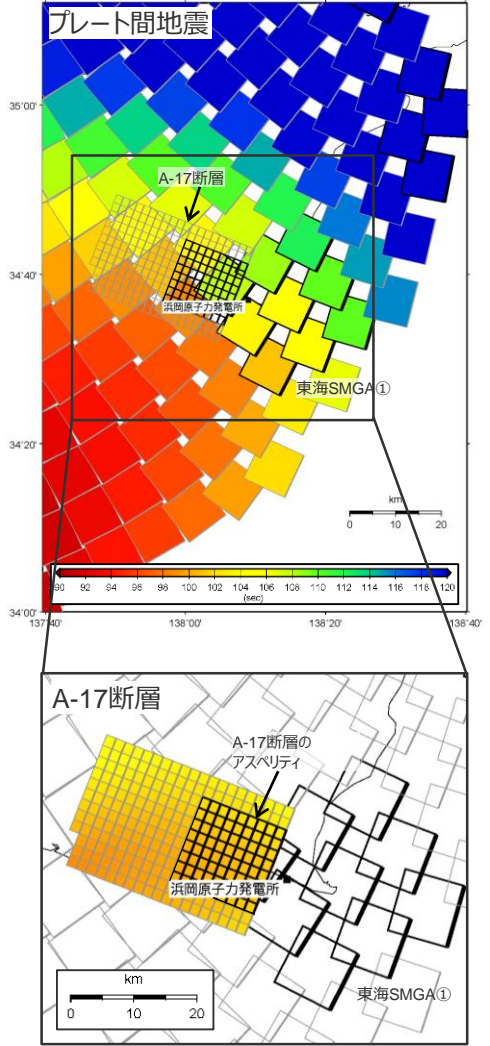 プレート間地震
35°00'
A-17断層
34°40'
浜岡原子力発電所
東海SMGA①
34°20'
km
0 10 20
90 92 94 96 98 100 102 104 106 108 110 112 114 116 118 120
(sec)
34°00'
137°40' 138°00' 138°20' 138°40'
A-17断層
A-17断層の
アスペリティ
浜岡原子力発電所
東海SMGA①
km
0 10 20